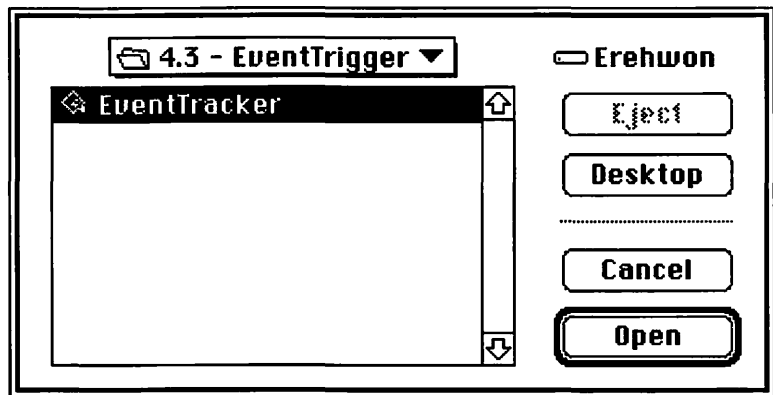 4.3 - EventTrigger
Erehwon
EventTracker
Eject
Desktop
Cancel
Open